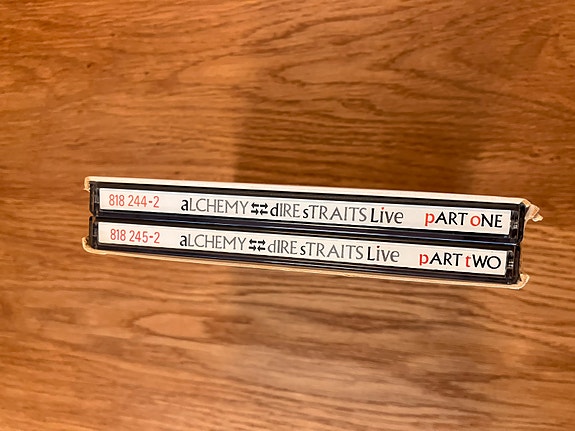 818 244-2 aLCHEMY ⇆⇄ dIRE sTRAITS Live pART oNE
818 245-2 aLCHEMY ⇆⇄ dIRE sTRAITS Live pART tWO